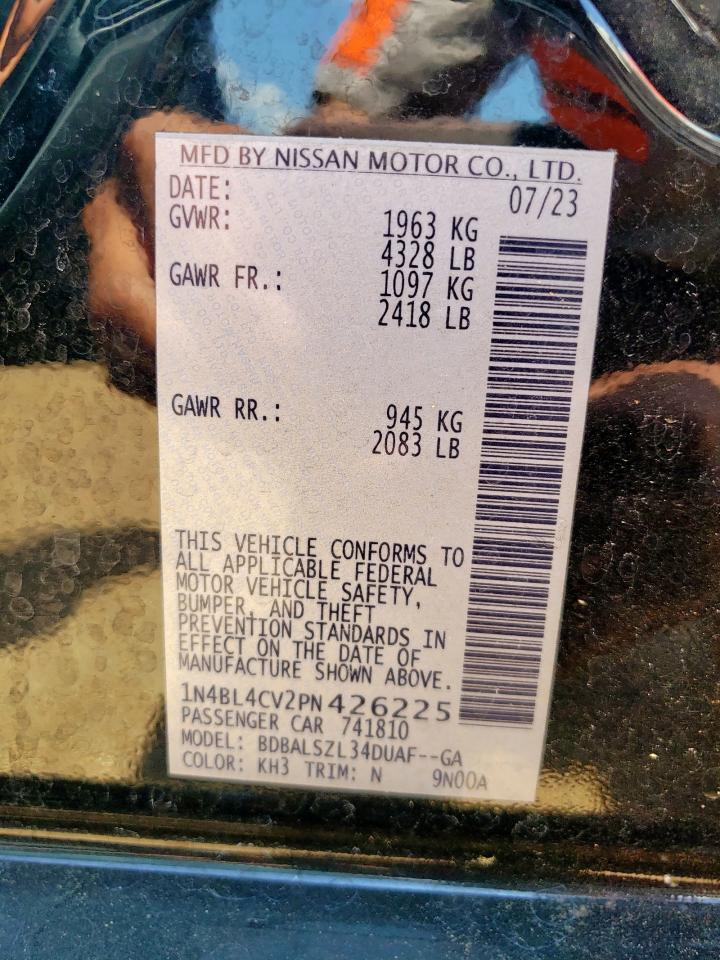 MFD BY NISSAN MOTOR CO., LTD.
DATE: 07/23
GVWR: 1963 KG
4328 LB
GAWR FR.: 1097 KG
2418 LB
GAWR RR.: 945 KG
2083 LB
THIS VEHICLE CONFORMS TO
ALL APPLICABLE FEDERAL
MOTOR VEHICLE SAFETY,
BUMPER, AND THEFT
PREVENTION STANDARDS IN
EFFECT ON THE DATE OF
MANUFACTURE SHOWN ABOVE.
1N4BL4CV2PN426225
PASSENGER CAR 741810
MODEL: BDBALSZL34DUAF--GA
COLOR: KH3 TRIM: N 9N00A